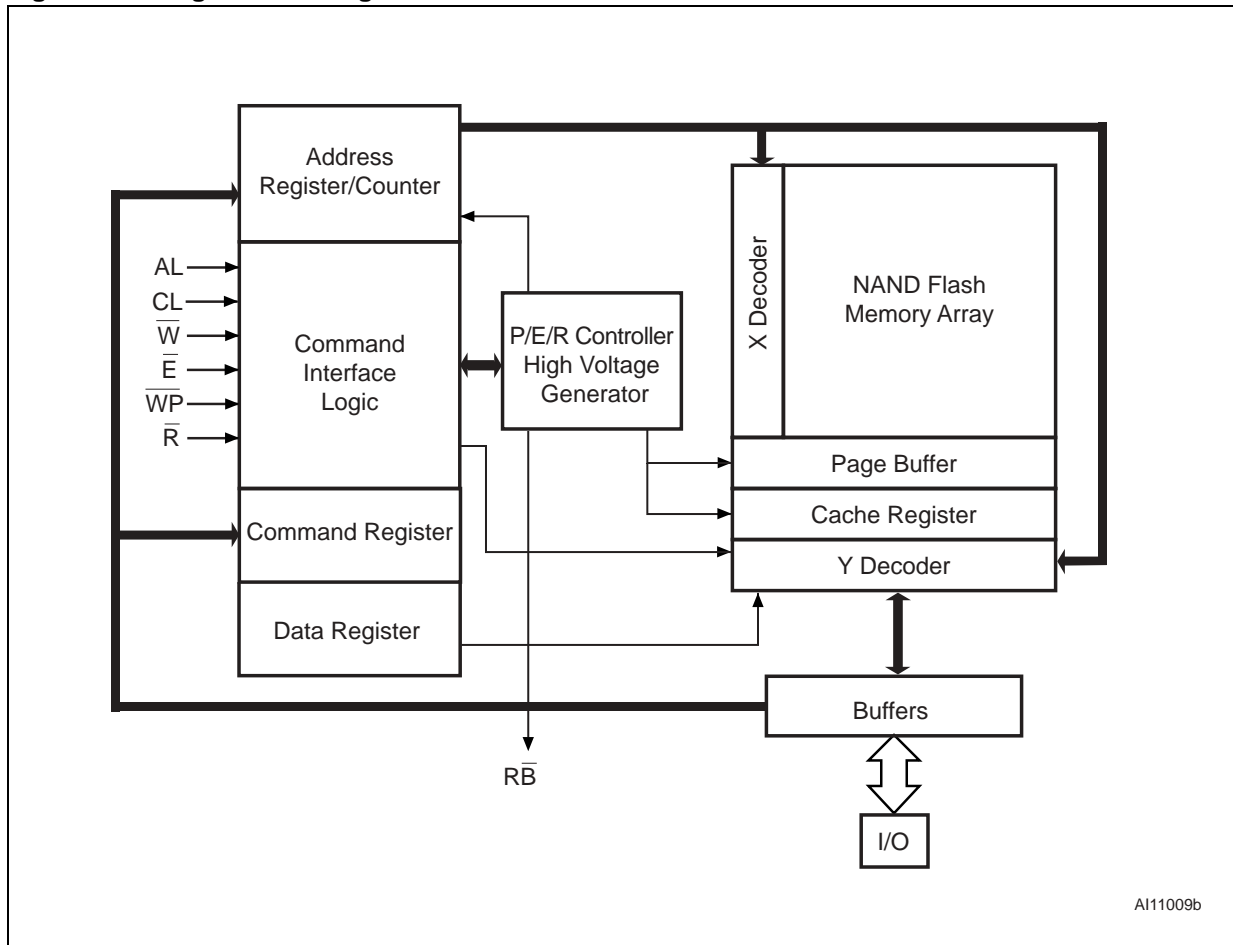 Address
Register/Counter
AL
CL
W̅
E̅
W̅P̅
R̅
Command
Interface
Logic
P/E/R Controller
High Voltage
Generator
X Decoder
NAND Flash
Memory Array
Page Buffer
Cache Register
Y Decoder
Command Register
Data Register
Buffers
RB̅
I/O
AI11009b